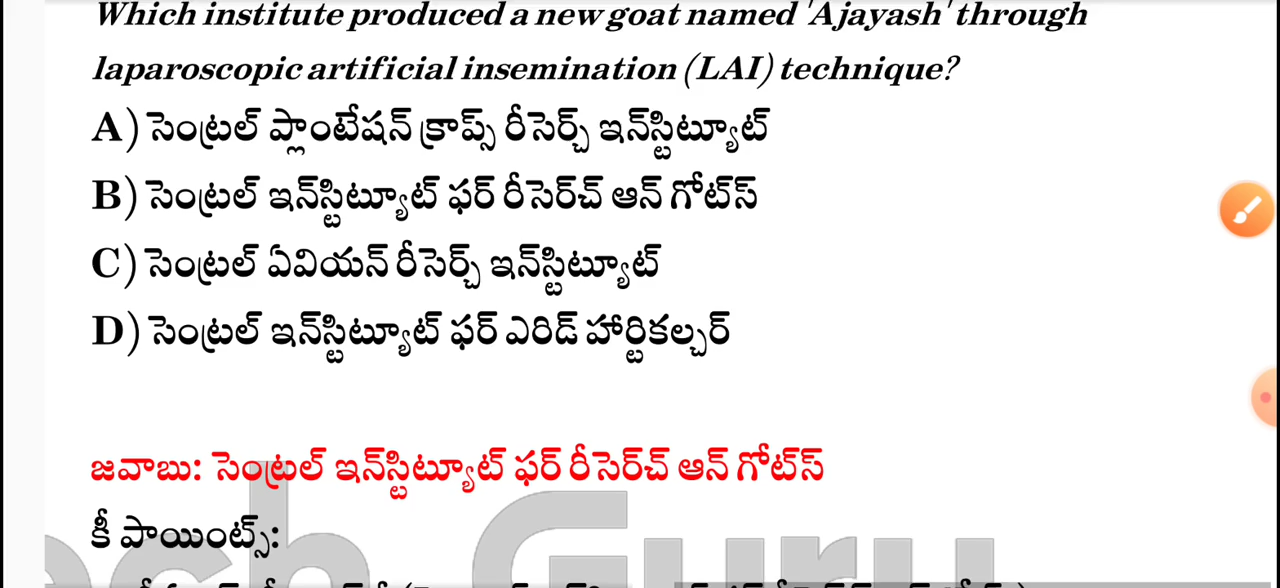 Which institute produced a new goat named 'Ajayash' through
laparoscopic artificial insemination (LAI) technique?
A) సెంట్రల్ ప్లాంటేషన్ క్రాప్స్ రీసెర్చ్ ఇన్‌స్టిట్యూట్
B) సెంట్రల్ ఇన్‌స్టిట్యూట్ ఫర్ రీసెర్‌చ్ ఆన్ గోట్‌స్
C) సెంట్రల్ ఏవియన్ రీసెర్చ్ ఇన్‌స్టిట్యూట్
D) సెంట్రల్ ఇన్‌స్టిట్యూట్ ఫర్ ఎరిడ్ హార్టికల్చర్
జవాబు: సెంట్రల్ ఇన్‌స్టిట్యూట్ ఫర్ రీసెర్‌చ్ ఆన్ గోట్‌స్
కీ పాయింట్స్: